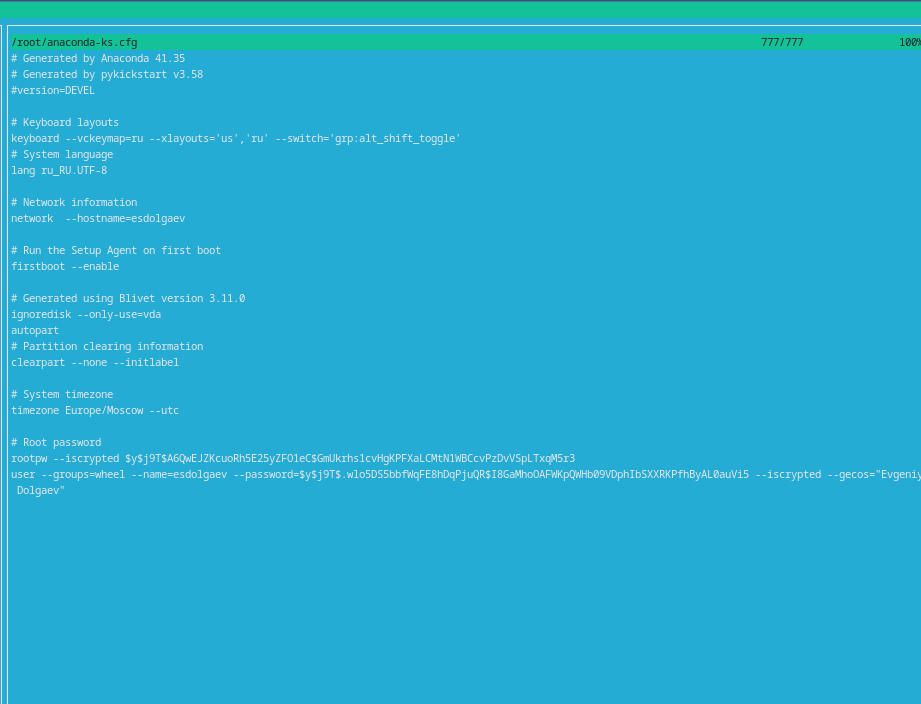 /root/anaconda-ks.cfg 777/777 100%
# Generated by Anaconda 41.35
# Generated by pykickstart v3.58
#version=DEVEL
# Keyboard layouts
keyboard --vckeymap=ru --xlayouts='us','ru' --switch='grp:alt_shift_toggle'
# System language
lang ru_RU.UTF-8
# Network information
network  --hostname=esdolgaev
# Run the Setup Agent on first boot
firstboot --enable
# Generated using Blivet version 3.11.0
ignoredisk --only-use=vda
autopart
# Partition clearing information
clearpart --none --initlabel
# System timezone
timezone Europe/Moscow --utc
# Root password
rootpw --iscrypted $y$j9T$A6QwEJZKcuoRh5E25yZFO1eC$GmUkrhs1cvHgKPFXaLCMtN1WBCcvPzDvVSpLTxqM5r3
user --groups=wheel --name=esdolgaev --password=$y$j9T$.wlo5DS5bbfWqFE8hDqPjuQR$I8GaMhoOAFWKpQWHb09VDphIbSXXRKPfhByAL0auVi5 --iscrypted --gecos="Evgeniy
 Dolgaev"